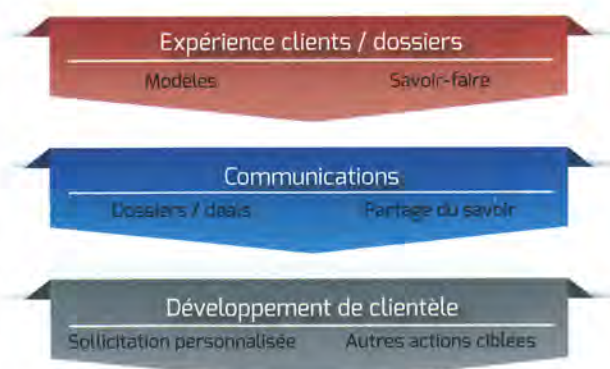 Expérience clients / dossiers
Modèles Savoir-faire
Communications
Dossiers / deals Partage du savoir
Développement de clientèle
Sollicitation personnalisée Autres actions ciblées